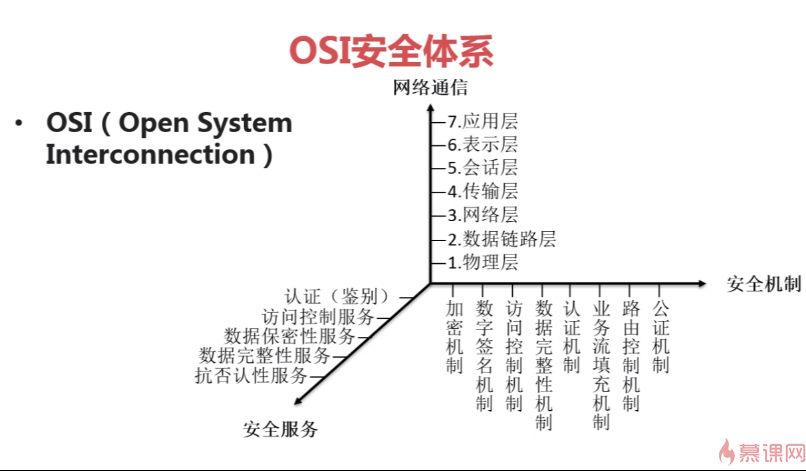 OSI安全体系
网络通信
• OSI（Open System
Interconnection）
7.应用层
6.表示层
5.会话层
4.传输层
3.网络层
2.数据链路层
1.物理层
安全机制
认证（鉴别）
访问控制服务
数据保密性服务
数据完整性服务
抗否认性服务
安全服务
加密机制
数字签名机制
访问控制机制
数据完整性机制
认证机制
业务流填充机制
路由控制机制
公证机制
慕课网